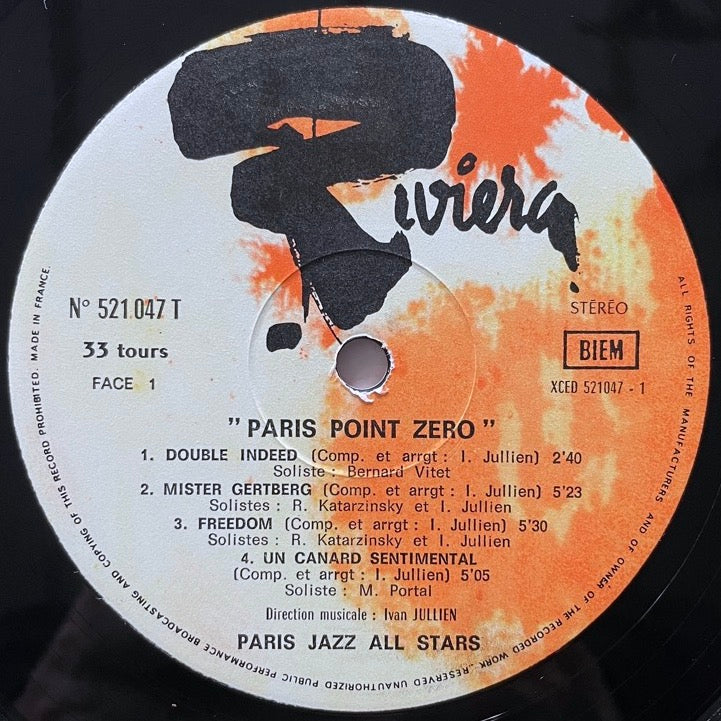 Riviera
N° 521.047 T
33 tours
FACE 1
STÉRÉO
BIEM
XCED 521047 - 1
" PARIS POINT ZERO "
1. DOUBLE INDEED (Comp. et arrgt : I. Jullien) 2'40
Soliste : Bernard Vitet
2. MISTER GERTBERG (Comp. et arrgt : I. Jullien) 5'23
Solistes : R. Katarzinsky et I. Jullien
3. FREEDOM (Comp. et arrgt : I. Jullien) 5'30
Solistes : R. Katarzinsky et I. Jullien
4. UN CANARD SENTIMENTAL
(Comp. et arrgt : I. Jullien) 5'05
Soliste : M. Portal
Direction musicale : Ivan JULLIEN
PARIS JAZZ ALL STARS
ALL RIGHTS OF THE MANUFACTURERS AND OF OWNER OF THE RECORDED WORK RESERVED UNAUTHORIZED PUBLIC PERFORMANCE BROADCASTING AND COPYING OF THIS RECORD PROHIBITED. MADE IN FRANCE.